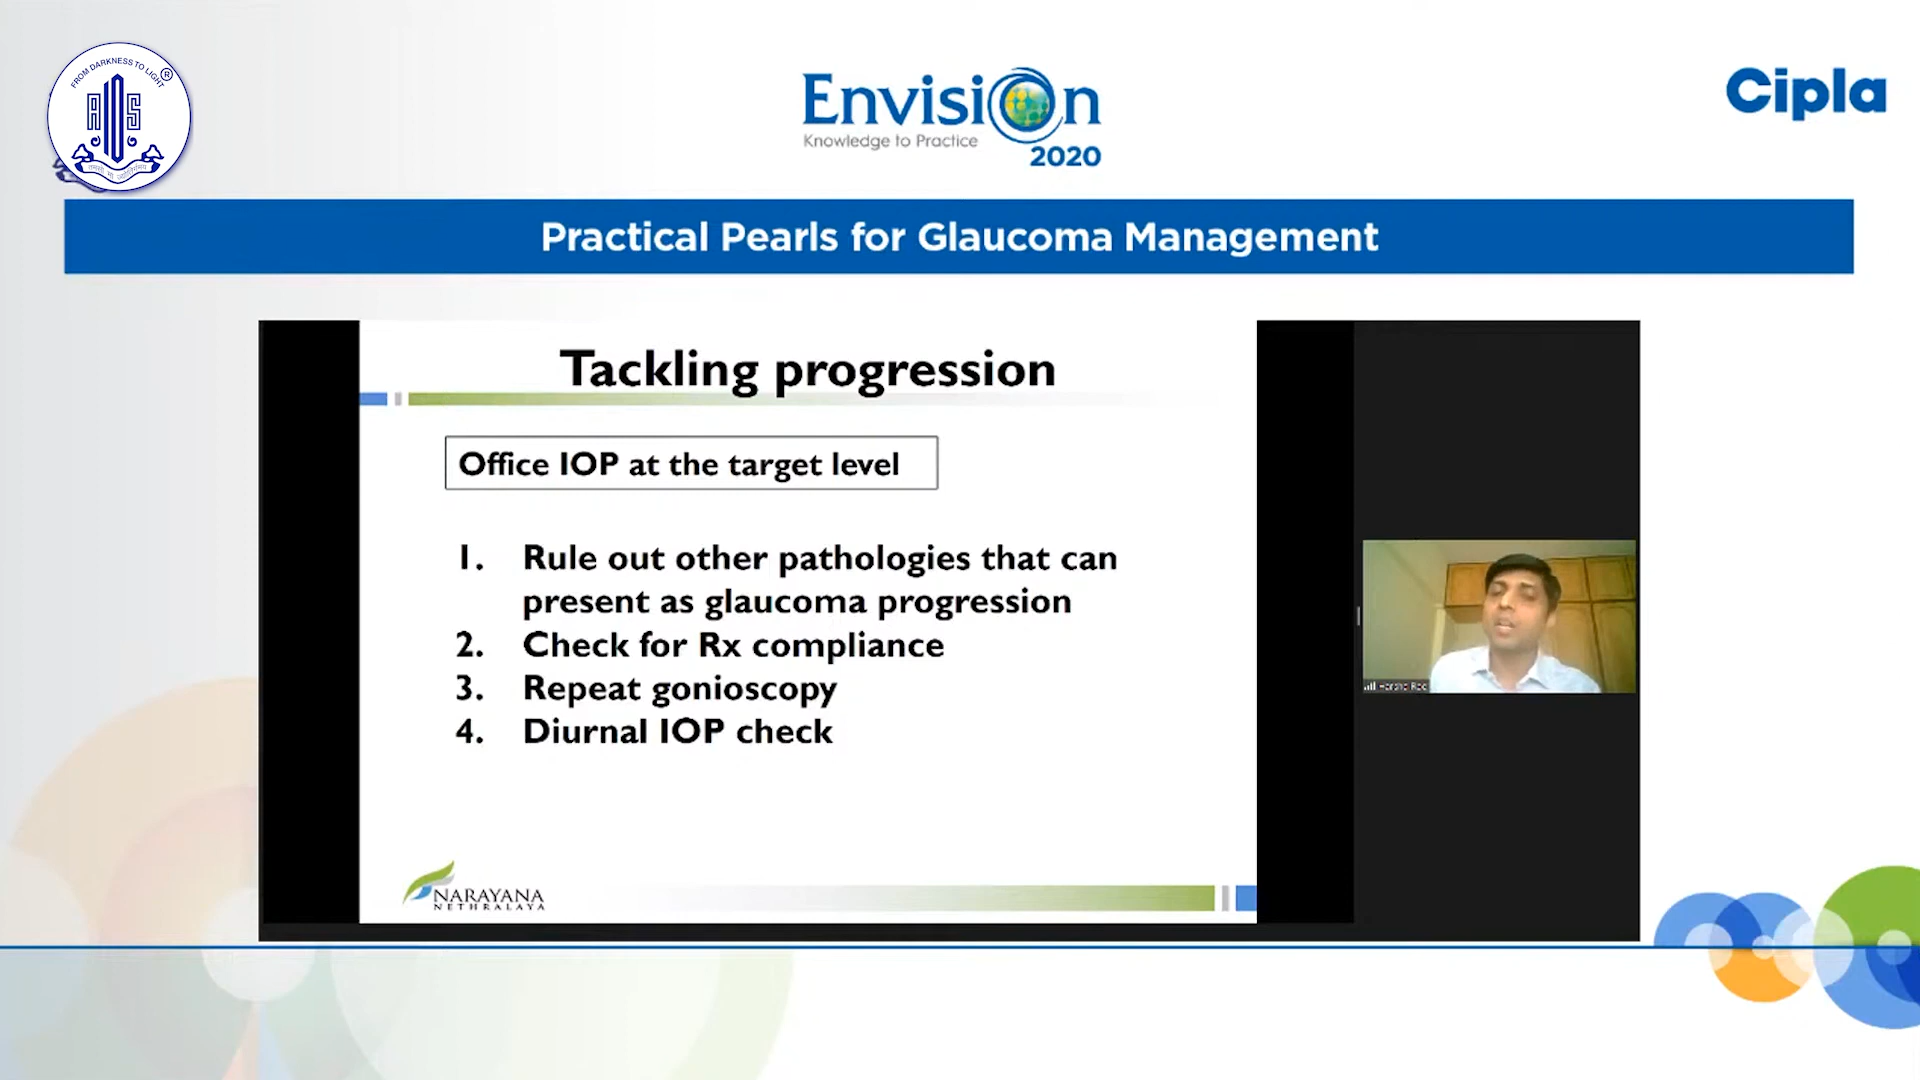 FROM DARKNESS TO LIGHT
®
AIOS
EnvisiOn
Knowledge to Practice
2020
Cipla
Practical Pearls for Glaucoma Management
Tackling progression
Office IOP at the target level
1. Rule out other pathologies that can
present as glaucoma progression
2. Check for Rx compliance
3. Repeat gonioscopy
4. Diurnal IOP check
NARAYANA
NETHRALAYA